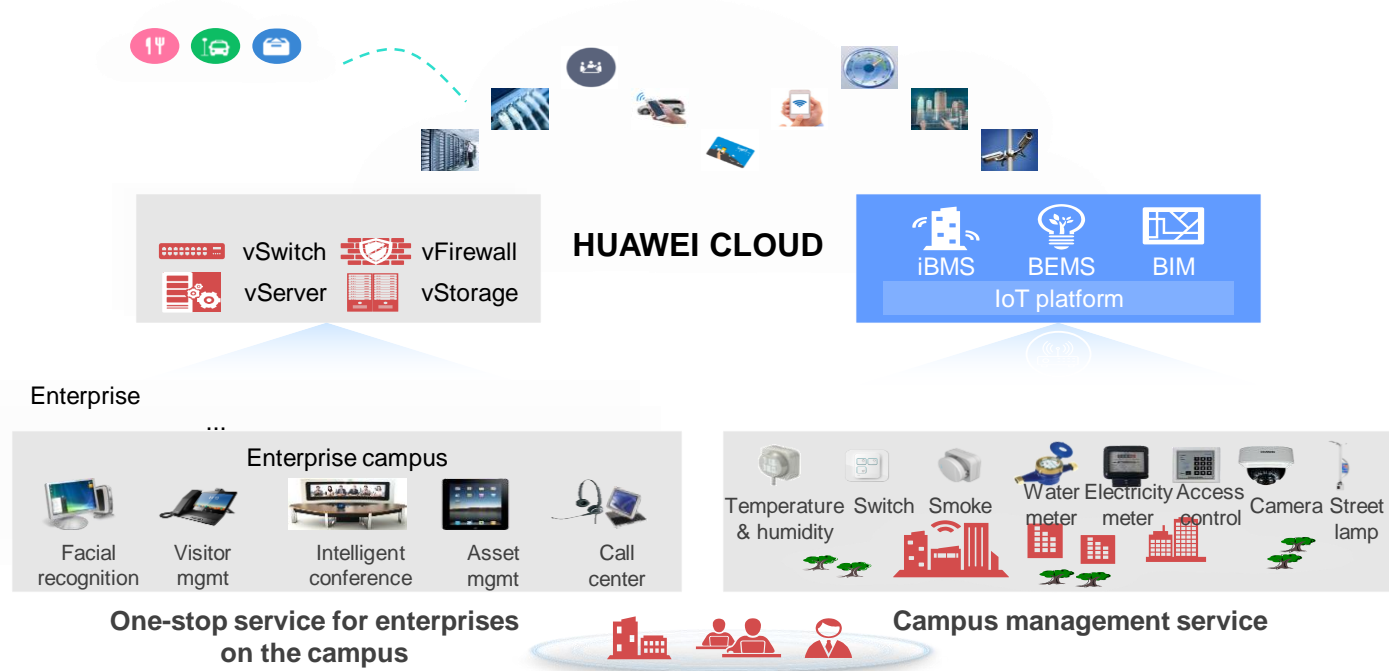 HUAWEI CLOUD
vSwitch
vFirewall
vServer
vStorage
iBMS
BEMS
BIM
IoT platform
Enterprise
...
Enterprise campus
Facial
recognition
Visitor
mgmt
Intelligent
conference
Asset
mgmt
Call
center
Temperature
& humidity
Switch
Smoke
Water
meter
Electricity
meter
Access
control
Camera
Street
lamp
One-stop service for enterprises
on the campus
Campus management service